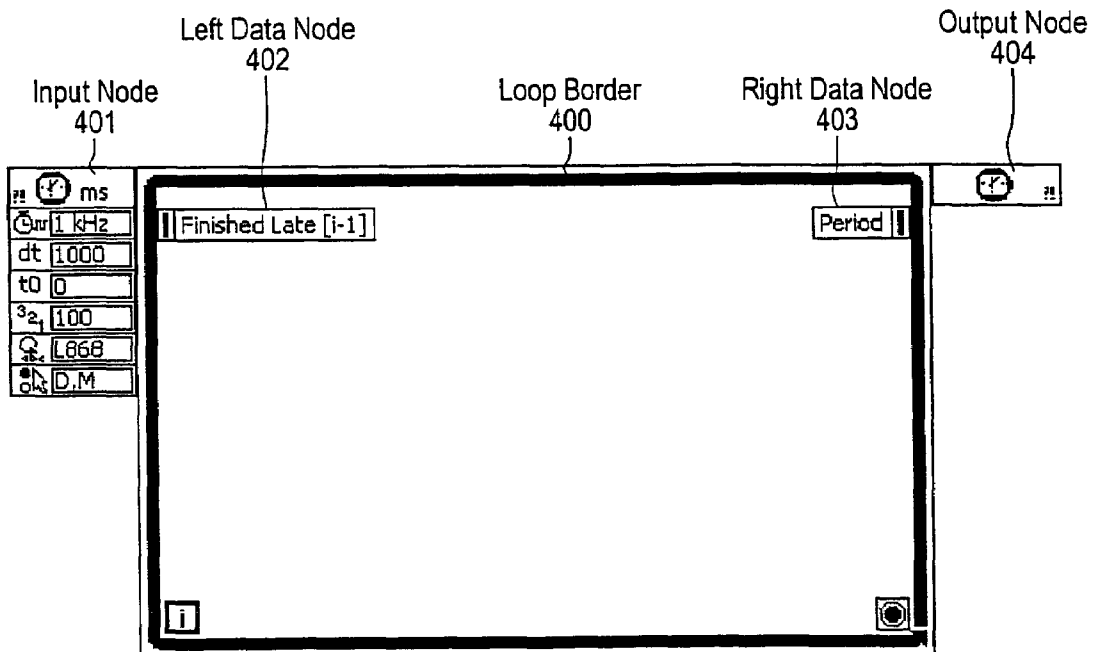 Left Data Node
402
Output Node
404
Input Node
401
Loop Border
400
Right Data Node
403
?! ms
?!
1 kHz
dt 1000
t0 0
321 100
L868
D,M
Finished Late [i-1]
Period
i